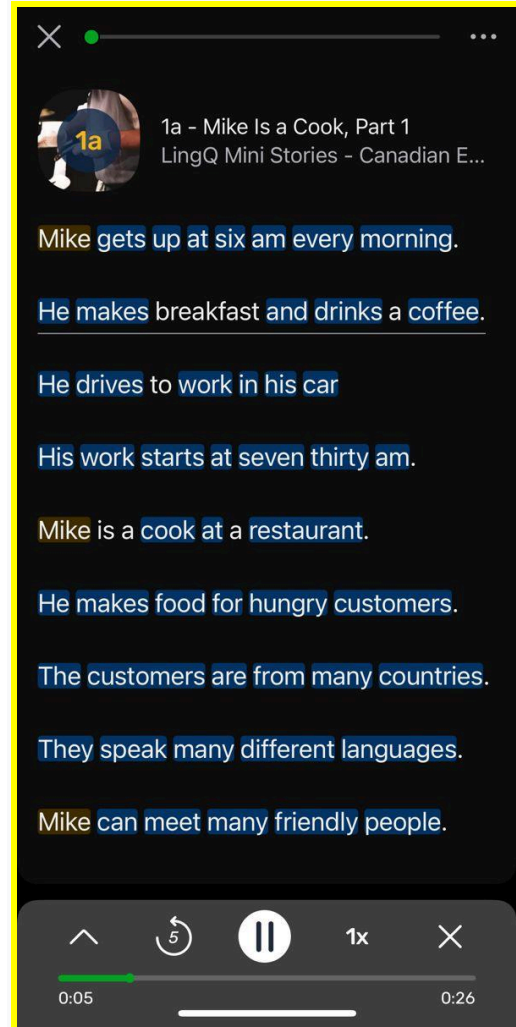 1a
1a - Mike Is a Cook, Part 1
LingQ Mini Stories - Canadian E...
Mike gets up at six am every morning.
He makes breakfast and drinks a coffee.
He drives to work in his car
His work starts at seven thirty am.
Mike is a cook at a restaurant.
He makes food for hungry customers.
The customers are from many countries.
They speak many different languages.
Mike can meet many friendly people.
5
1x
0:05
0:26